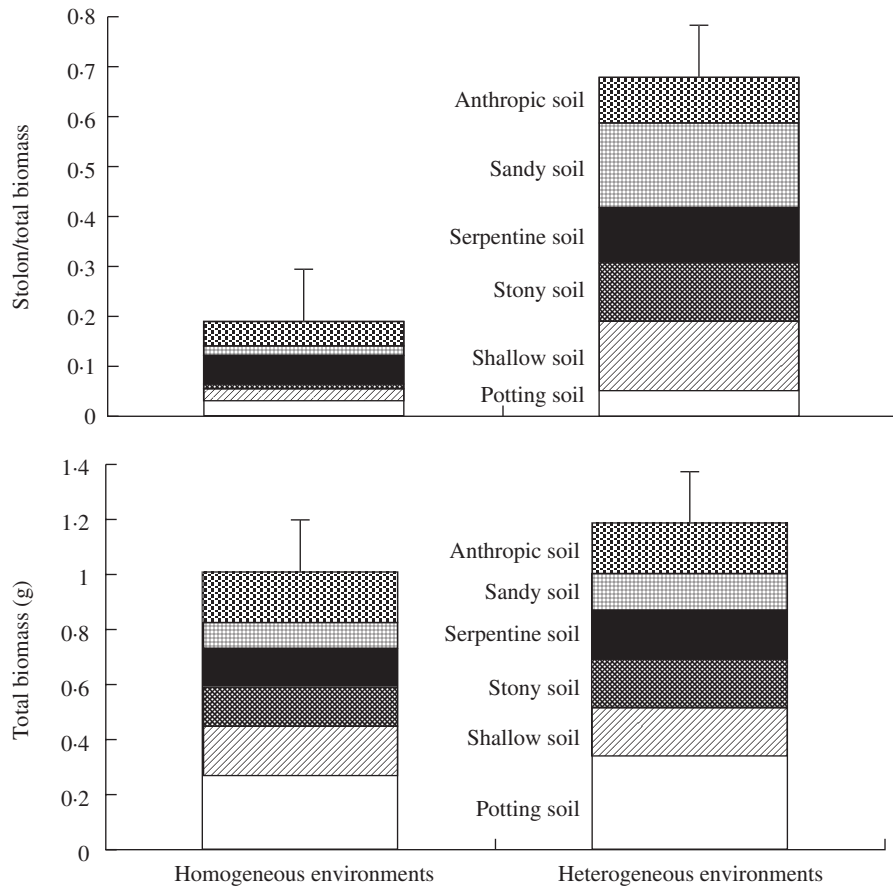 0·8
0·7
0·6
0·5
0·4
0·3
0·2
0·1
0
Stolon/total biomass
Anthropic soil
Sandy soil
Serpentine soil
Stony soil
Shallow soil
Potting soil
1·4
1·2
1
0·8
0·6
0·4
0·2
0
Total biomass (g)
Anthropic soil
Sandy soil
Serpentine soil
Stony soil
Shallow soil
Potting soil
Homogeneous environments
Heterogeneous environments